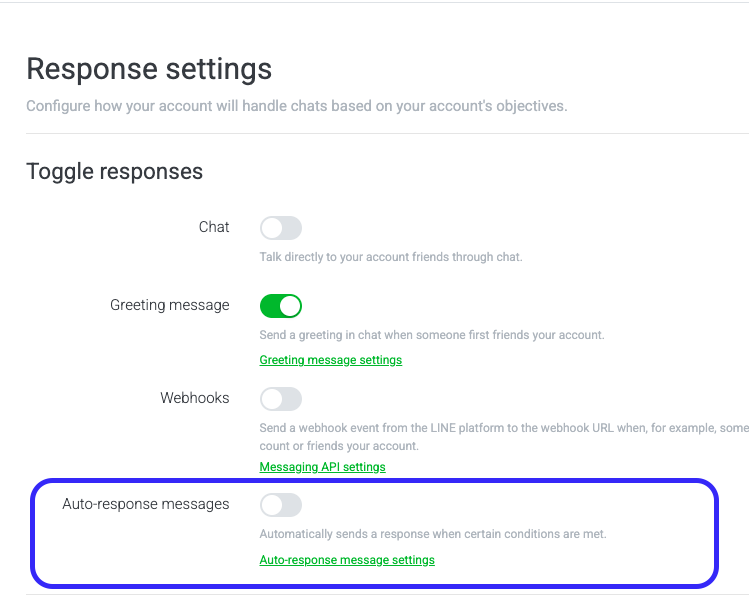 Response settings
Configure how your account will handle chats based on your account's objectives.
Toggle responses
Chat
Talk directly to your account friends through chat.
Greeting message
Send a greeting in chat when someone first friends your account.
Greeting message settings
Webhooks
Send a webhook event from the LINE platform to the webhook URL when, for example, some
count or friends your account.
Messaging API settings
Auto-response messages
Automatically sends a response when certain conditions are met.
Auto-response message settings